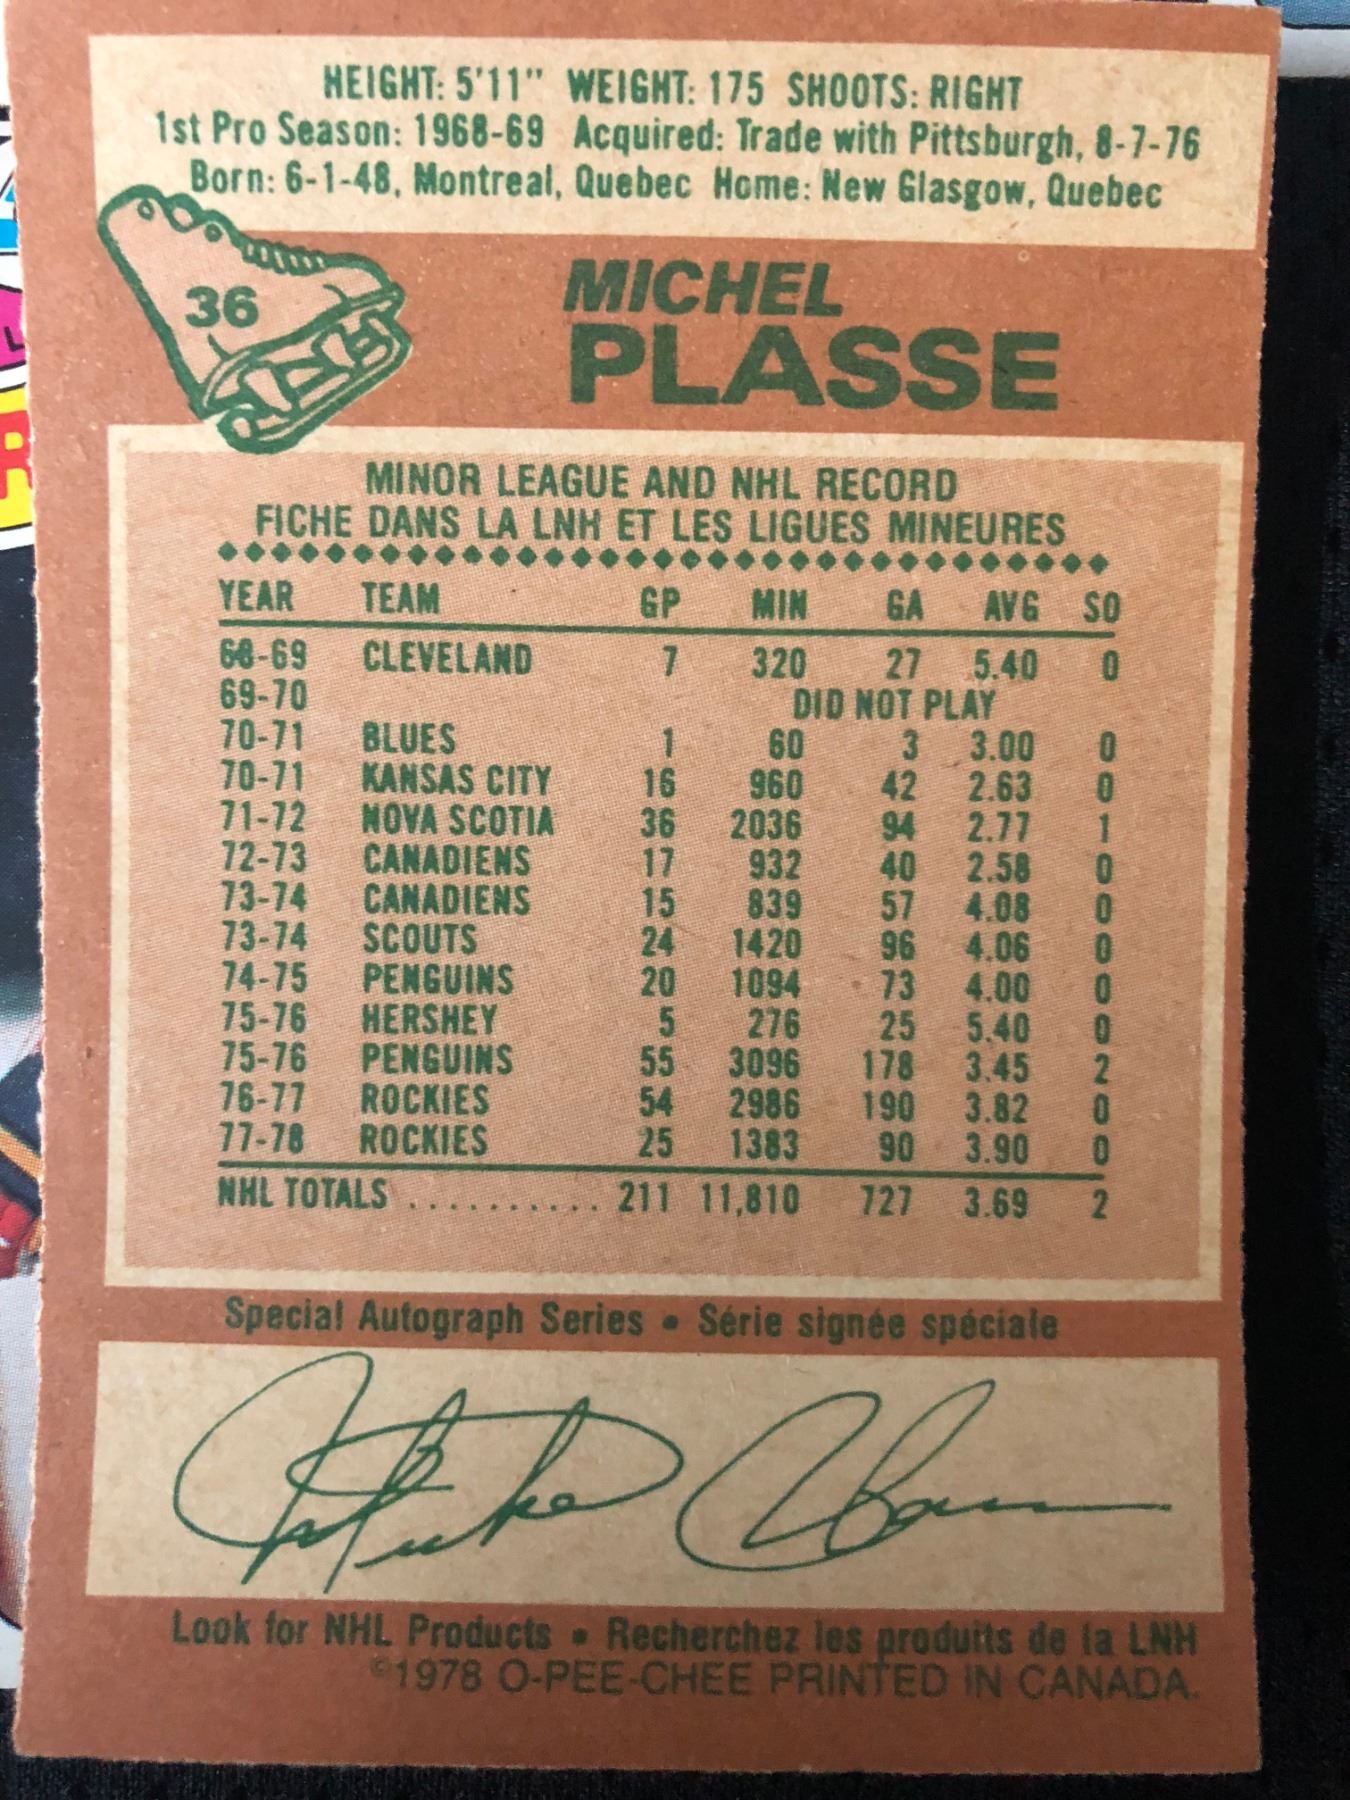 HEIGHT: 5'11" WEIGHT: 175 SHOOTS: RIGHT
1st Pro Season: 1968-69 Acquired: Trade with Pittsburgh, 8-7-76
Born: 6-1-48, Montreal, Quebec Home: New Glasgow, Quebec
36
MICHEL
PLASSE
MINOR LEAGUE AND NHL RECORD
FICHE DANS LA LNH ET LES LIGUES MINEURES
YEAR TEAM GP MIN GA AVG SO
68-69 CLEVELAND 7 320 27 5.40 0
69-70 DID NOT PLAY
70-71 BLUES 1 60 3 3.00 0
70-71 KANSAS CITY 16 960 42 2.63 0
71-72 NOVA SCOTIA 36 2036 94 2.77 1
72-73 CANADIENS 17 932 40 2.58 0
73-74 CANADIENS 15 839 57 4.08 0
73-74 SCOUTS 24 1420 96 4.06 0
74-75 PENGUINS 20 1094 73 4.00 0
75-76 HERSHEY 5 276 25 5.40 0
75-76 PENGUINS 55 3096 178 3.45 2
76-77 ROCKIES 54 2986 190 3.82 0
77-78 ROCKIES 25 1383 90 3.90 0
NHL TOTALS .......... 211 11,810 727 3.69 2
Special Autograph Series • Série signée spéciale
Look for NHL Products • Recherchez les produits de la LNH
©1978 O-PEE-CHEE PRINTED IN CANADA.